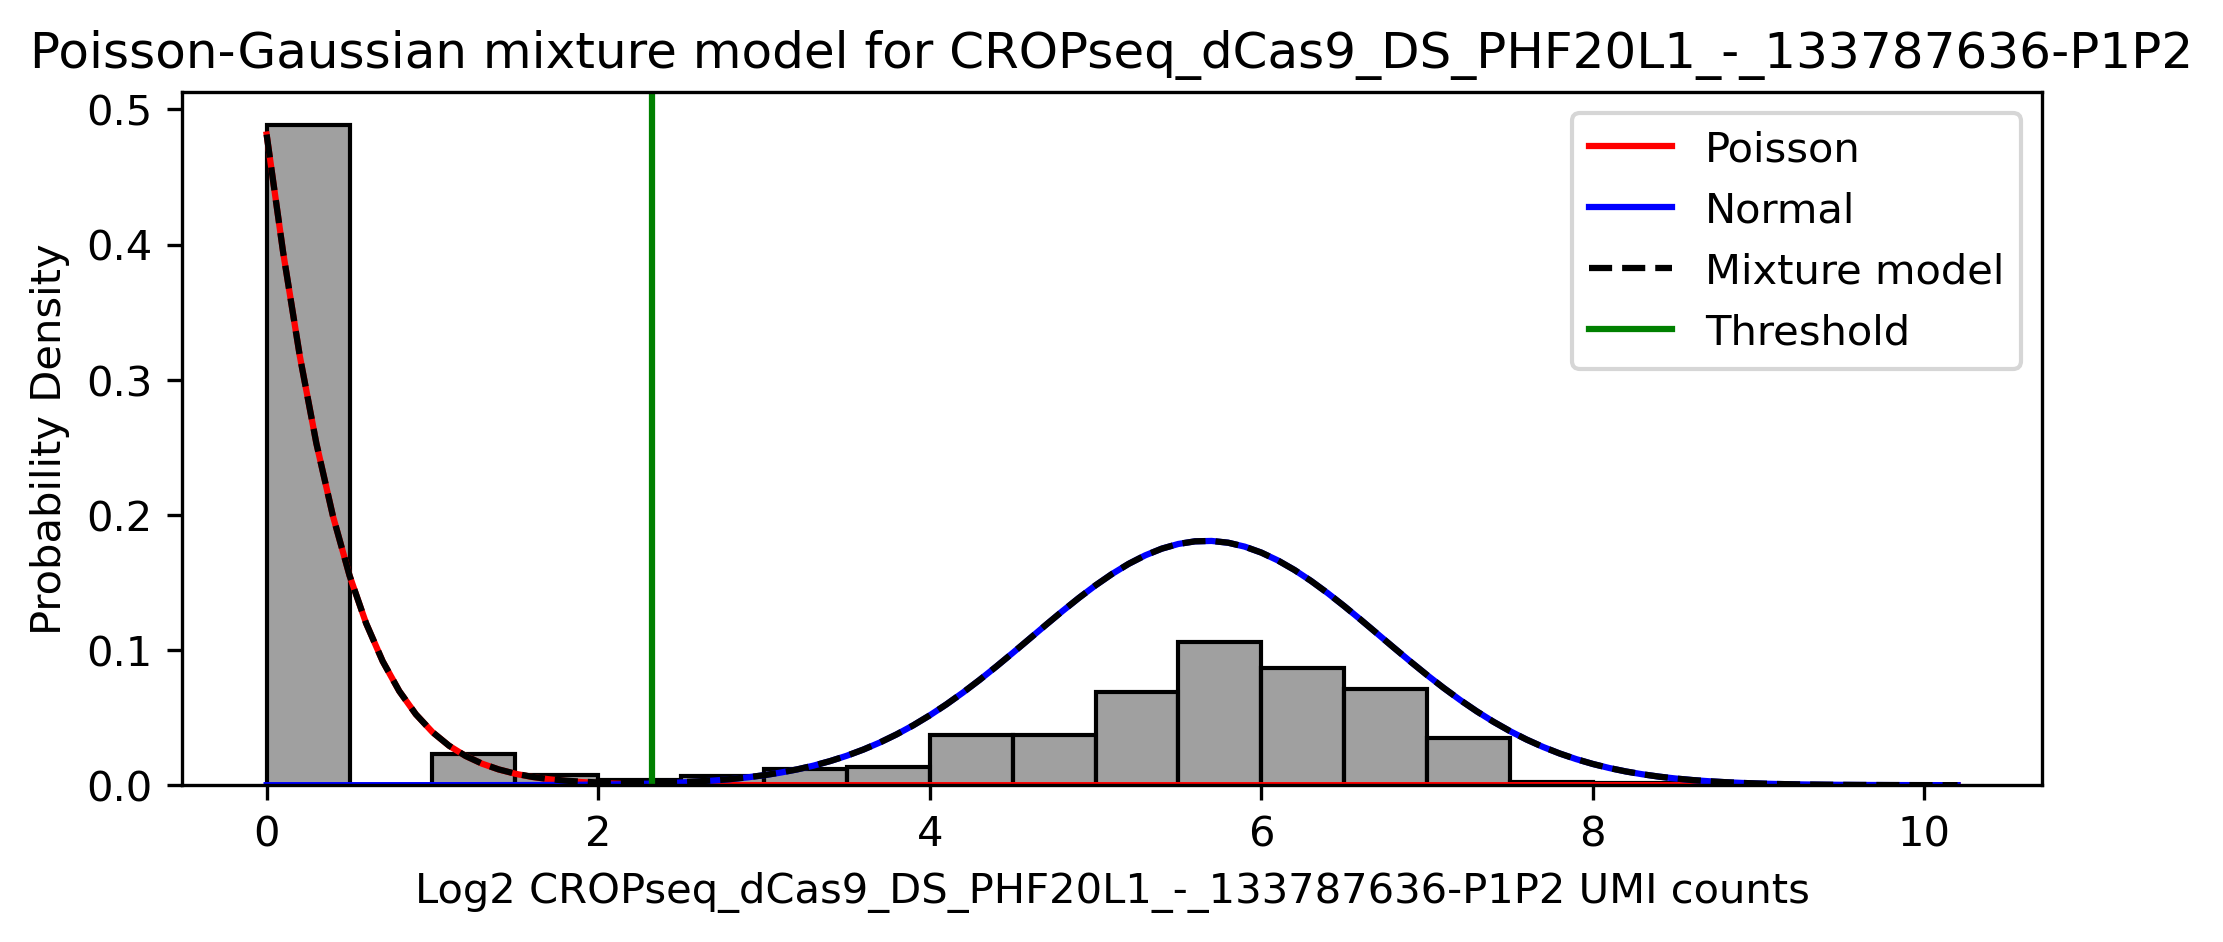 Poisson-Gaussian mixture model for CROPseq_dCas9_DS_PHF20L1_-_133787636-P1P2
Probability Density
0.5
0.4
0.3
0.2
0.1
0.0
Poisson
Normal
Mixture model
Threshold
0 2 4 6 8 10
Log2 CROPseq_dCas9_DS_PHF20L1_-_133787636-P1P2 UMI counts